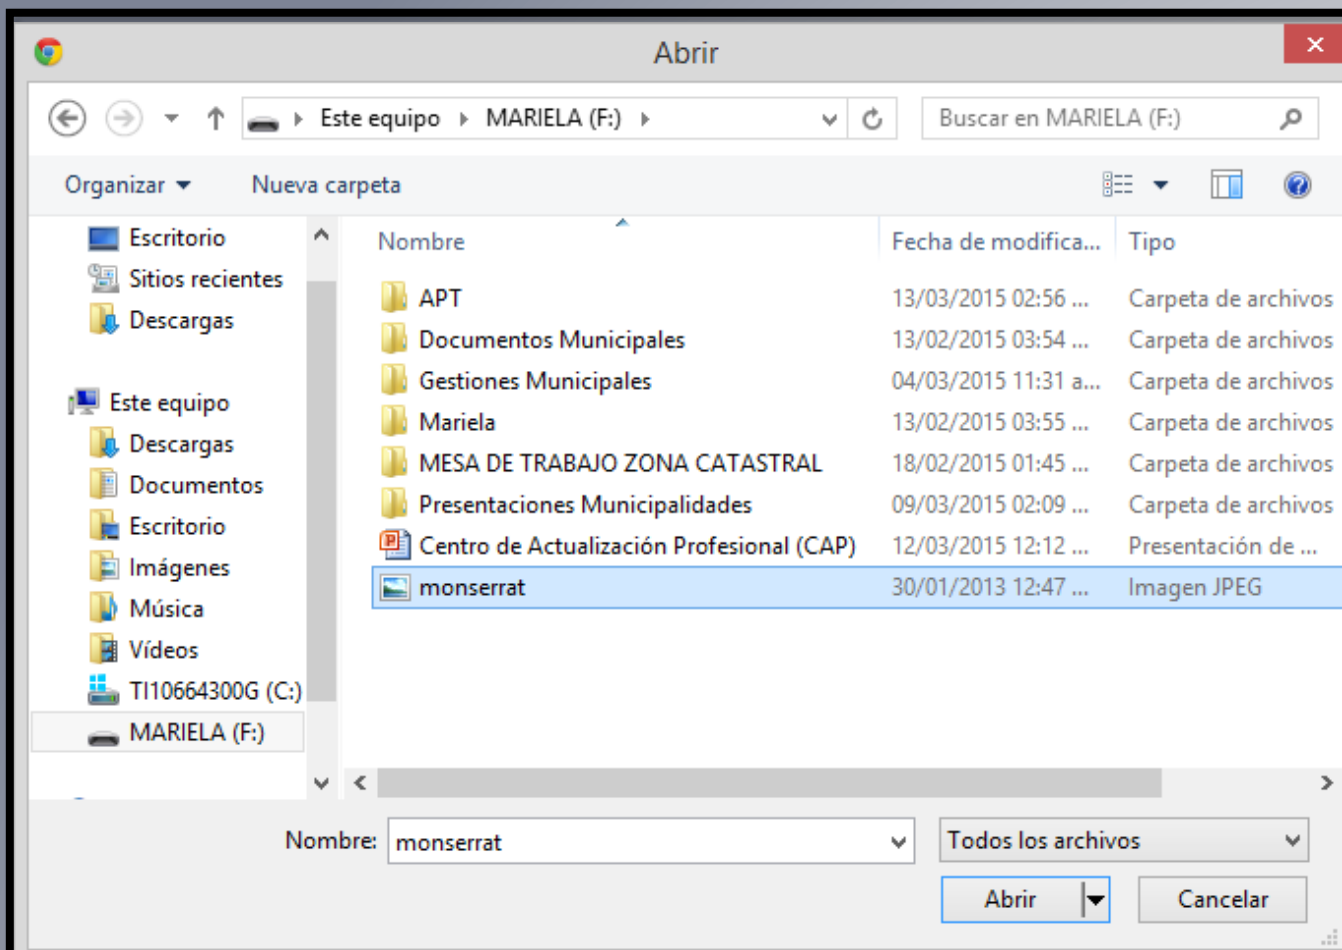 Abrir
Este equipo MARIELA (F:)
Buscar en MARIELA (F:)
Organizar
Nueva carpeta
Escritorio
Sitios recientes
Descargas
Este equipo
Descargas
Documentos
Escritorio
Imágenes
Música
Vídeos
TI10664300G (C:)
MARIELA (F:)
Nombre Fecha de modifica... Tipo
APT 13/03/2015 02:56 ... Carpeta de archivos
Documentos Municipales 13/02/2015 03:54 ... Carpeta de archivos
Gestiones Municipales 04/03/2015 11:31 a... Carpeta de archivos
Mariela 13/02/2015 03:55 ... Carpeta de archivos
MESA DE TRABAJO ZONA CATASTRAL 18/02/2015 01:45 ... Carpeta de archivos
Presentaciones Municipalidades 09/03/2015 02:09 ... Carpeta de archivos
Centro de Actualización Profesional (CAP) 12/03/2015 12:12 ... Presentación de ...
monserrat 30/01/2013 12:47 ... Imagen JPEG
Nombre: monserrat
Todos los archivos
Abrir
Cancelar